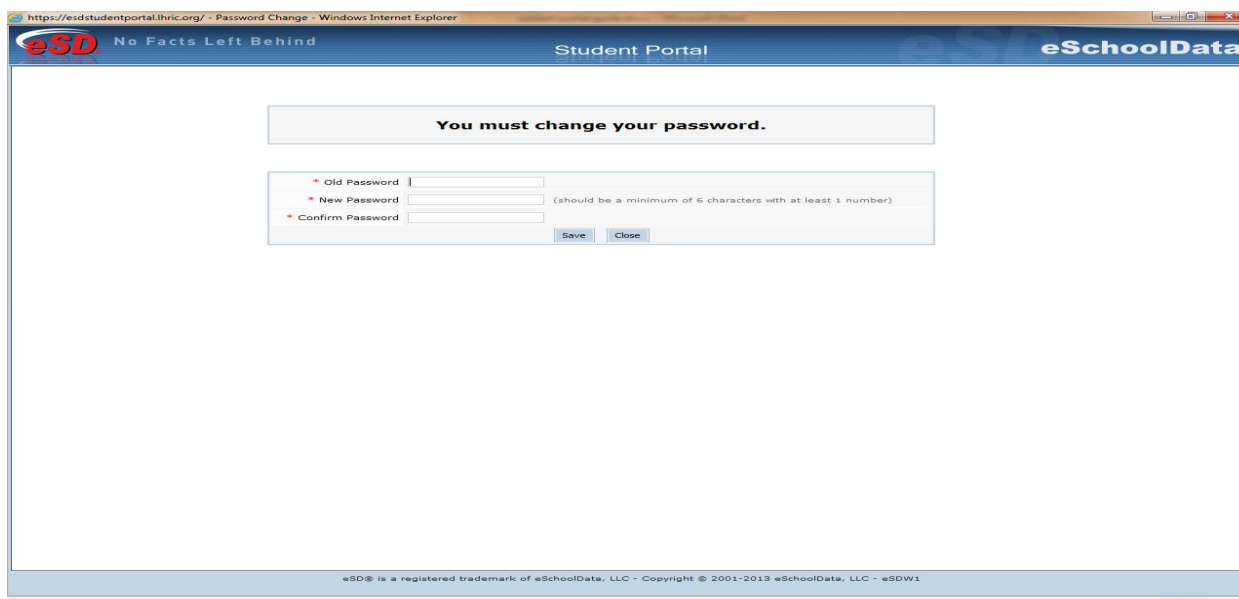 https://esdstudentportal.lhric.org/ - Password Change - Windows Internet Explorer
eSD No Facts Left Behind
Student Portal
eSD
eSchoolData
You must change your password.
* Old Password
* New Password (should be a minimum of 6 characters with at least 1 number)
* Confirm Password
Save Close
eSD® is a registered trademark of eSchoolData, LLC - Copyright © 2001-2013 eSchoolData, LLC - eSDW1